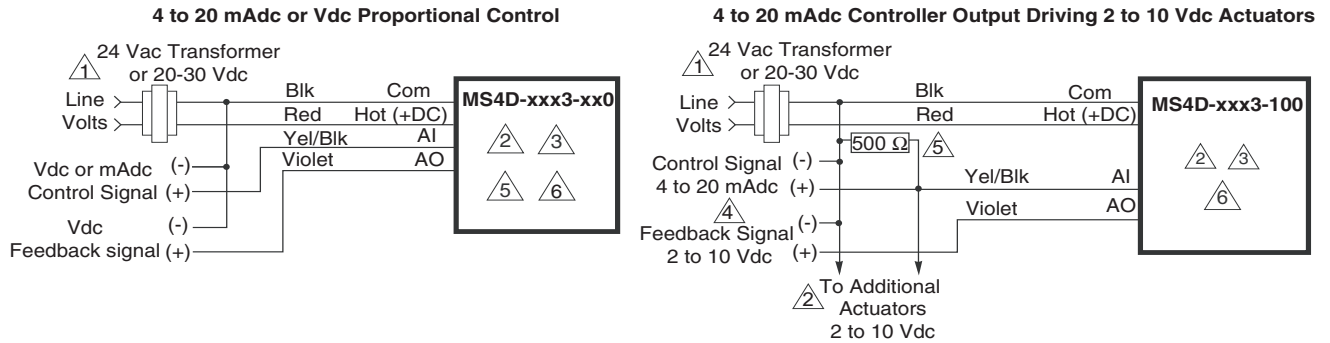 4 to 20 mAdc or Vdc Proportional Control
1
24 Vac Transformer
or 20-30 Vdc
Line
Volts
Blk
Com
Red
Hot (+DC)
Yel/Blk
AI
Violet
AO
Vdc or mAdc (-)
Control Signal (+)
Vdc (-)
Feedback signal (+)
MS4D-xxx3-xx0
2 3
5 6
4 to 20 mAdc Controller Output Driving 2 to 10 Vdc Actuators
1
24 Vac Transformer
or 20-30 Vdc
Line
Volts
Blk
Com
Red
Hot (+DC)
500 Ω
5
Control Signal (-)
4 to 20 mAdc (+)
Yel/Blk
AI
4
Violet
AO
Feedback Signal (-)
2 to 10 Vdc (+)
2
To Additional
Actuators
2 to 10 Vdc
MS4D-xxx3-100
2 3
6